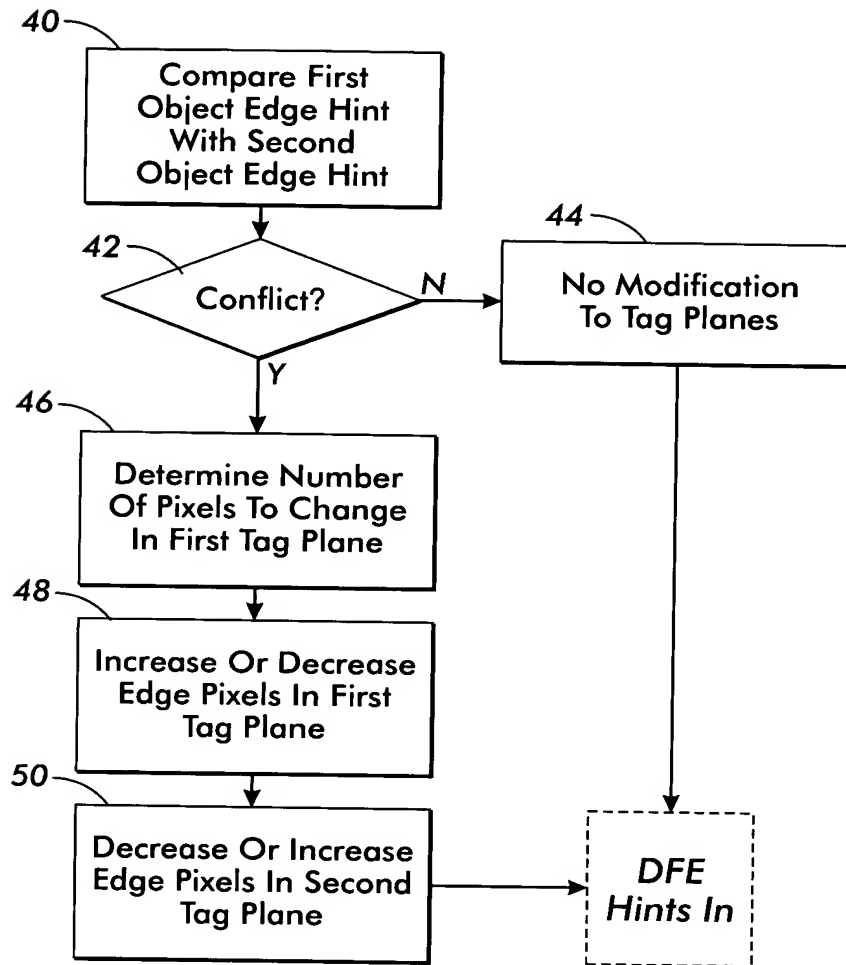 40
Compare First
Object Edge Hint
With Second
Object Edge Hint
42
Conflict?
N
44
No Modification
To Tag Planes
Y
46
Determine Number
Of Pixels To Change
In First Tag Plane
48
Increase Or Decrease
Edge Pixels In First
Tag Plane
50
Decrease Or Increase
Edge Pixels In Second
Tag Plane
DFE
Hints In